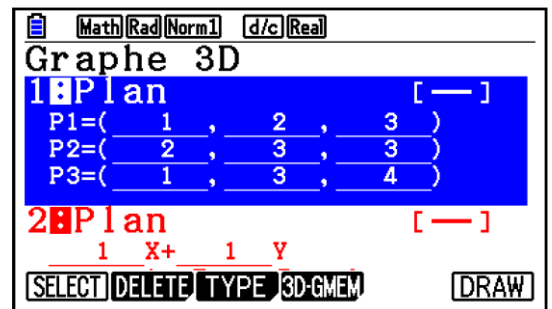 Math Rad Norm1 d/c Real
Graphe 3D
1:Plan [—]
P1=( 1 , 2 , 3 )
P2=( 2 , 3 , 3 )
P3=( 1 , 3 , 4 )
2:Plan [—]
1 X+ 1 Y
SELECT DELETE TYPE 3D·GMEM DRAW